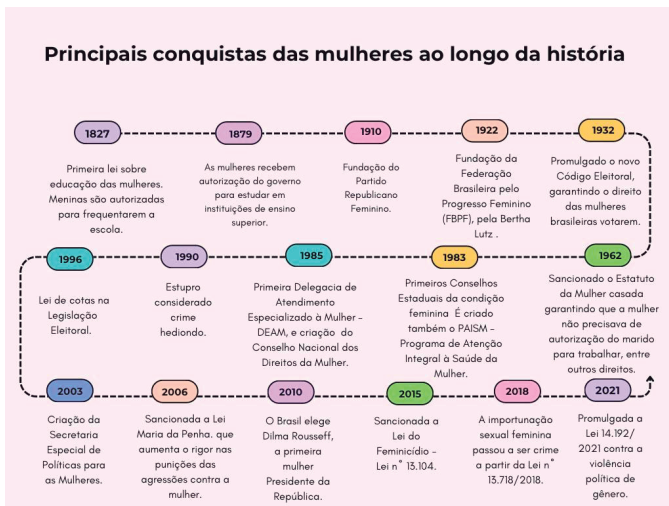 Principais conquistas das mulheres ao longo da história
1827
Primeira lei sobre
educação das mulheres.
Meninas são autorizadas
para frequentarem a
escola.
1879
As mulheres recebem
autorização do governo
para estudar em
instituições de ensino
superior.
1910
Fundação do
Partido
Republicano
Feminino.
1922
Fundação da
Federação
Brasileira pelo
Progresso Feminino
(FBPF), pela Bertha
Lutz .
1932
Promulgado o novo
Código Eleitoral,
garantindo o direito
das mulheres
brasileiras votarem.
1962
Sancionado o Estatuto
da Mulher casada
garantindo que a mulher
não precisava de
autorização do marido
para trabalhar, entre
outros direitos.
1983
Primeiros Conselhos
Estaduais da condição
feminina É criado
também o PAISM –
Programa de Atenção
Integral à Saúde da
Mulher.
1985
Primeira Delegacia de
Atendimento
Especializado à Mulher -
DEAM, e criação do
Conselho Nacional dos
Direitos da Mulher.
1990
Estupro
considerado
crime
hediondo.
1996
Lei de cotas na
Legislação
Eleitoral.
2003
Criação da
Secretaria
Especial de
Políticas para
as Mulheres.
2006
Sancionada a Lei
Maria da Penha. que
aumenta o rigor nas
punições das
agressões contra a
mulher.
2010
O Brasil elege
Dilma Rousseff,
a primeira
mulher
Presidente da
República.
2015
Sancionada a
Lei do
Feminicídio –
Lei n° 13.104.
2018
A importunação
sexual feminina
passou a ser crime
a partir da Lei n°
13.718/2018.
2021
Promulgada a
Lei 14.192/
2021 contra a
violência
política de
gênero.